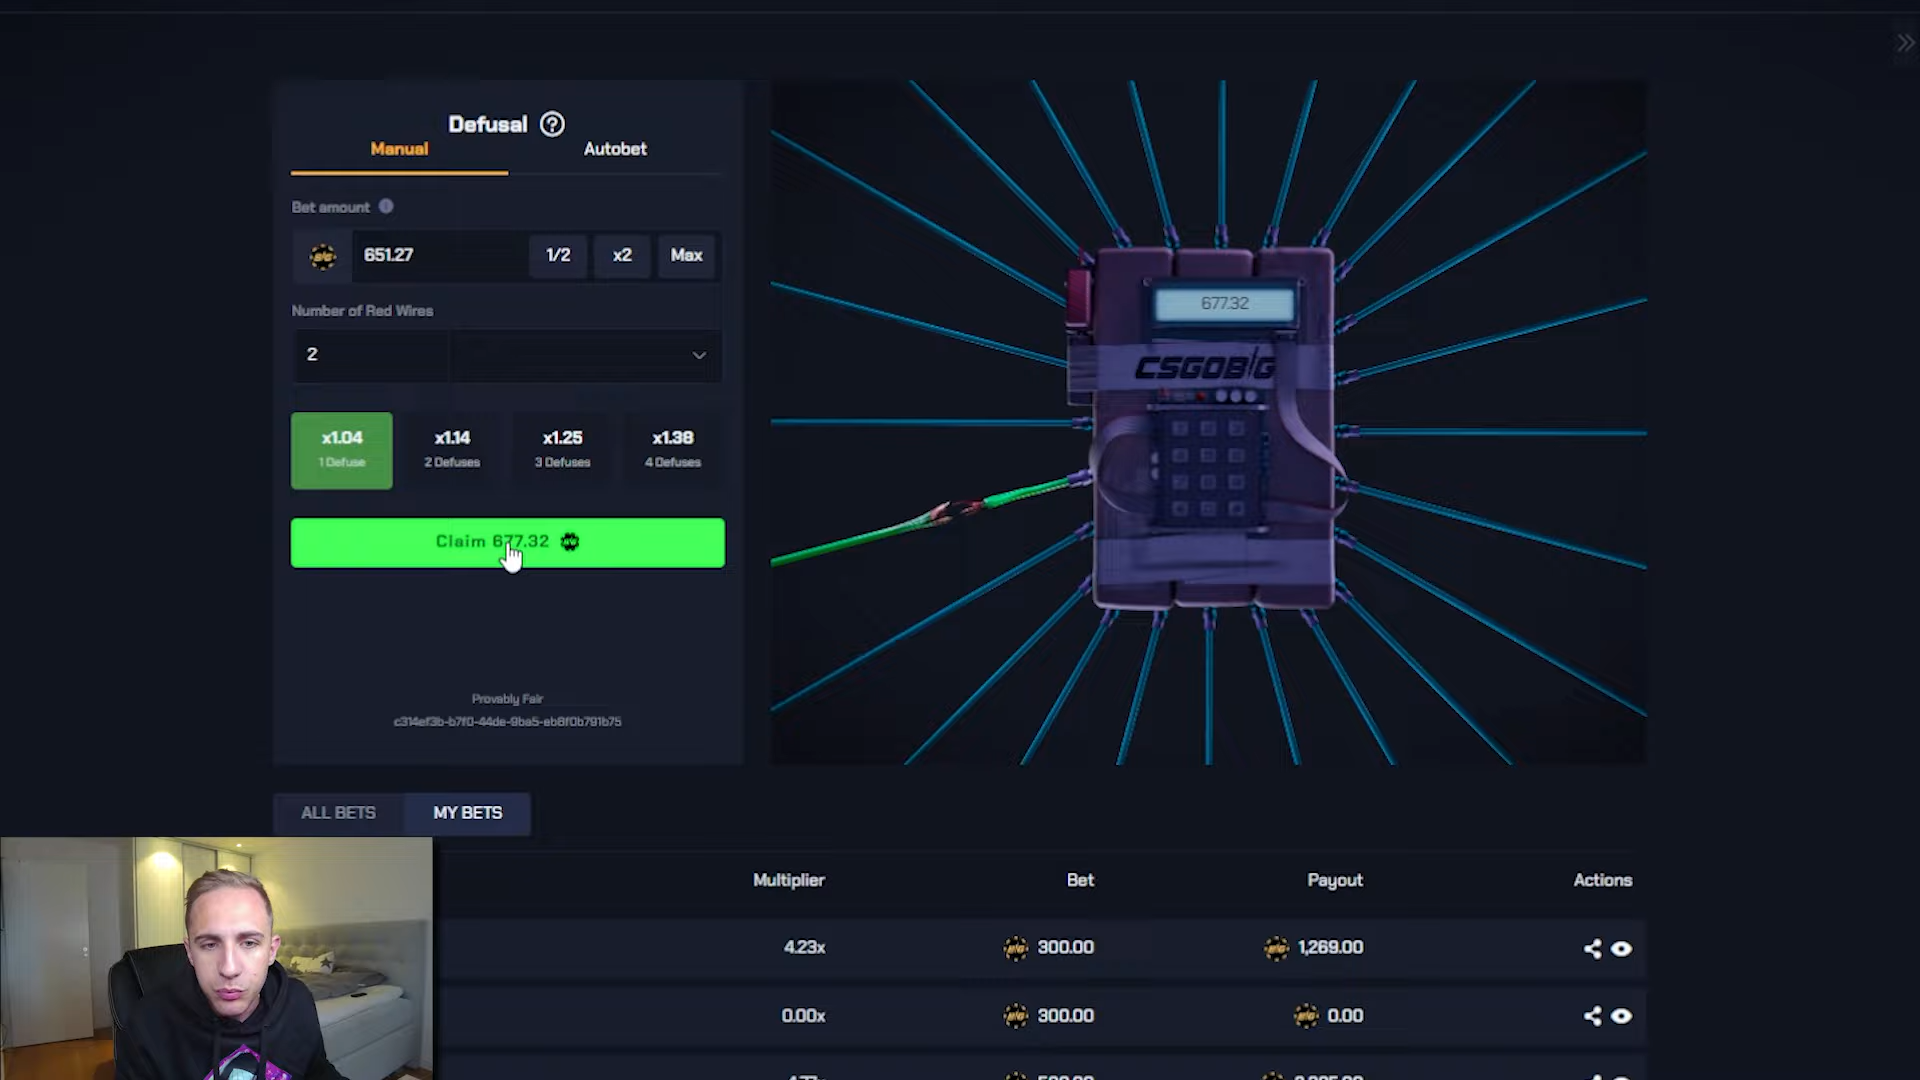 Defusal
Manual
Autobet
Bet amount
651.27
1/2
x2
Max
Number of Red Wires
2
x1.04
1 Defuse
x1.14
2 Defuses
x1.25
3 Defuses
x1.38
4 Defuses
Claim 677.32
Provably Fair
c314ef3b-b7f0-44de-9ba5-eb8f0b791b75
677.32
CSGOBIG
ALL BETS
MY BETS
Multiplier
Bet
Payout
Actions
4.23x
300.00
1,269.00
0.00x
300.00
0.00